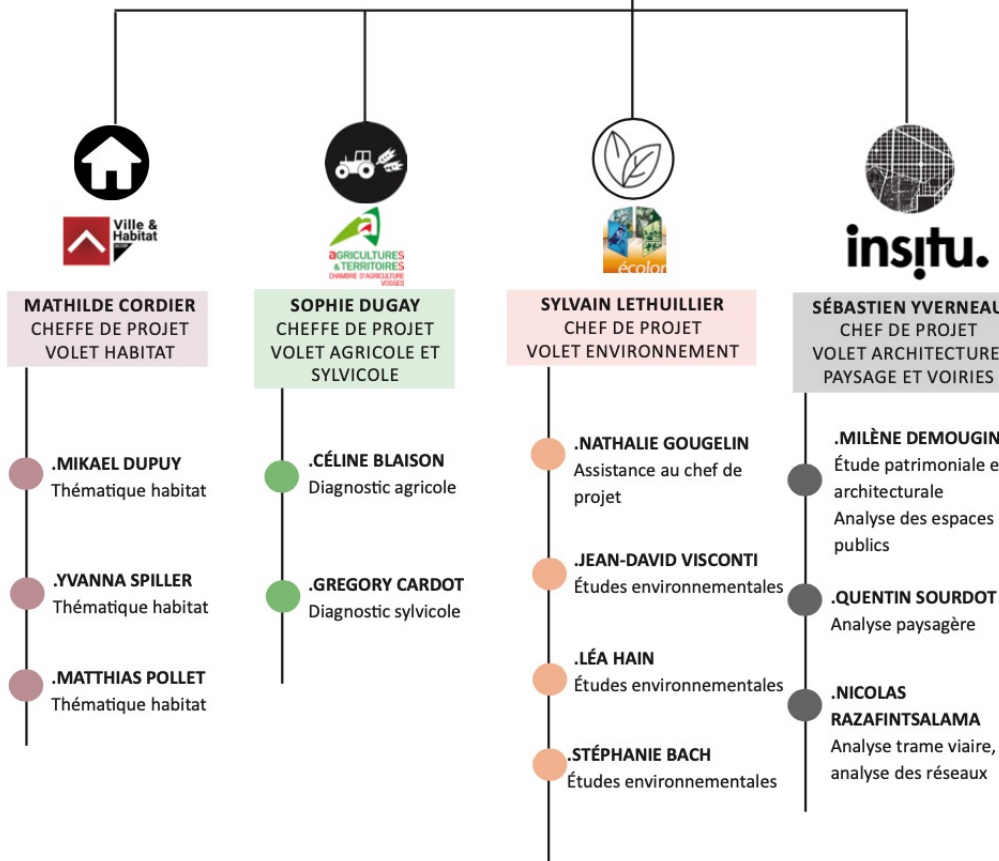 Ville &
Habitat
AGRICULTURES
& TERRITOIRES
CHAMBRE D'AGRICULTURE
VOSGES
écolor
insitu.
MATHILDE CORDIER
CHEFFE DE PROJET
VOLET HABITAT
.MIKAEL DUPUY
Thématique habitat
.YVANNA SPILLER
Thématique habitat
.MATTHIAS POLLET
Thématique habitat
SOPHIE DUGAY
CHEFFE DE PROJET
VOLET AGRICOLE ET
SYLVICOLE
.CÉLINE BLAISON
Diagnostic agricole
.GREGORY CARDOT
Diagnostic sylvicole
SYLVAIN LETHUILLIER
CHEF DE PROJET
VOLET ENVIRONNEMENT
.NATHALIE GOUGELIN
Assistance au chef de
projet
.JEAN-DAVID VISCONTI
Études environnementales
.LÉA HAIN
Études environnementales
.STÉPHANIE BACH
Études environnementales
SÉBASTIEN YVERNEAU
CHEF DE PROJET
VOLET ARCHITECTURE
PAYSAGE ET VOIRIES
.MILÈNE DEMOUGIN
Étude patrimoniale e
architecturale
Analyse des espaces
publics
.QUENTIN SOURDOT
Analyse paysagère
.NICOLAS
RAZAFINTSALAMA
Analyse trame viaire,
analyse des réseaux